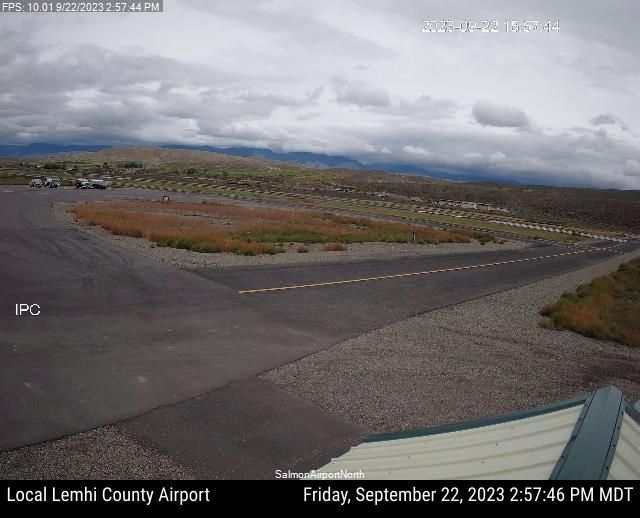 FPS: 10.01 9/22/2023 2:57:44 PM
2023-09-22 15:57:44
IPC
SalmonAirportNorth
Local Lemhi County Airport
Friday, September 22, 2023 2:57:46 PM MDT